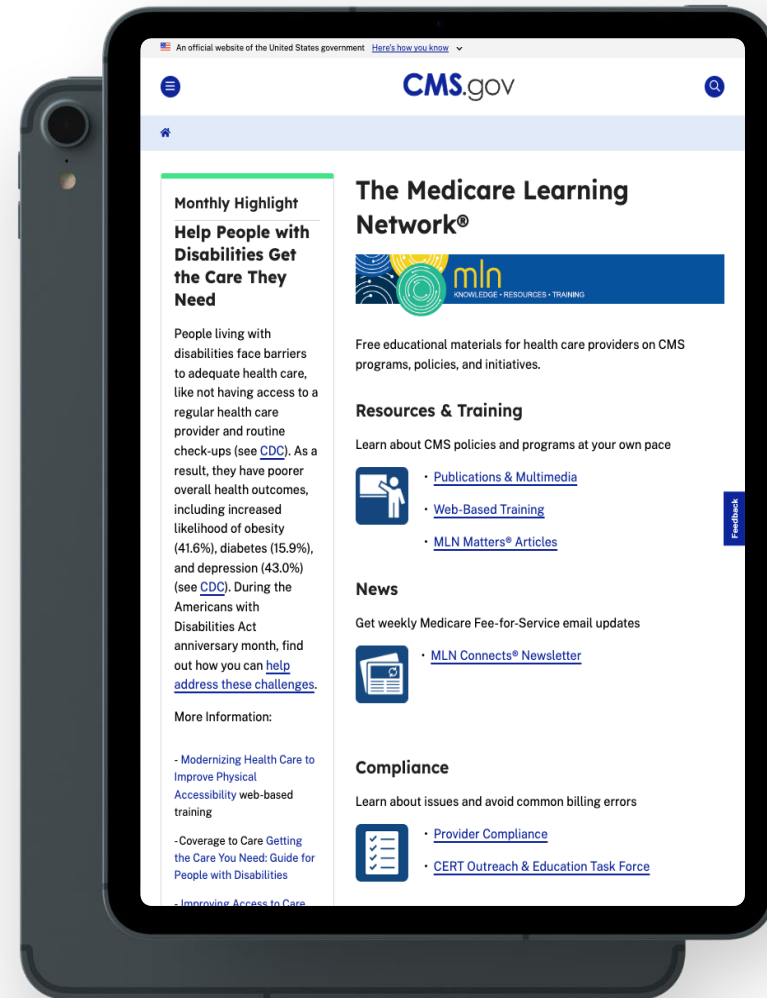 An official website of the United States government Here's how you know
CMS.gov
Monthly Highlight
Help People with
Disabilities Get
the Care They
Need
People living with
disabilities face barriers
to adequate health care,
like not having access to a
regular health care
provider and routine
check-ups (see CDC). As a
result, they have poorer
overall health outcomes,
including increased
likelihood of obesity
(41.6%), diabetes (15.9%),
and depression (43.0%)
(see CDC). During the
Americans with
Disabilities Act
anniversary month, find
out how you can help
address these challenges.
More Information:
- Modernizing Health Care to
Improve Physical
Accessibility web-based
training
- Coverage to Care Getting
the Care You Need: Guide for
People with Disabilities
- Improving Access to Care
The Medicare Learning
Network®
mln
KNOWLEDGE • RESOURCES • TRAINING
Free educational materials for health care providers on CMS
programs, policies, and initiatives.
Resources & Training
Learn about CMS policies and programs at your own pace
• Publications & Multimedia
• Web-Based Training
• MLN Matters® Articles
News
Get weekly Medicare Fee-for-Service email updates
• MLN Connects® Newsletter
Compliance
Learn about issues and avoid common billing errors
• Provider Compliance
• CERT Outreach & Education Task Force
Feedback